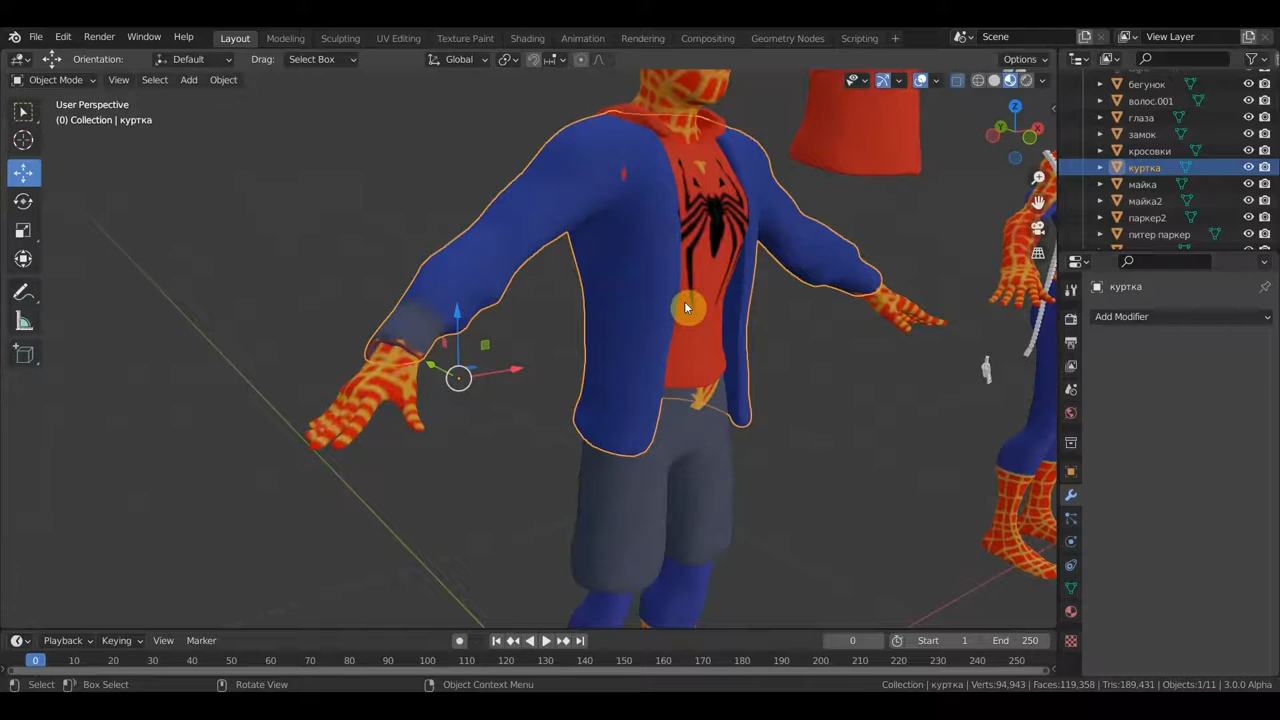 File Edit Render Window Help Layout Modeling Sculpting UV Editing Texture Paint Shading Animation Rendering Compositing Geometry Nodes Scripting + Scene View Layer
Orientation: Default Drag: Select Box Global Options
Object Mode View Select Add Object
User Perspective
(0) Collection | куртка
Z
Y
X
бегунок
волос.001
глаза
замок
кросовки
куртка
майка
майка2
паркер2
питер паркер
куртка
Add Modifier
Playback Keying View Marker 0 Start 1 End 250
0 10 20 30 40 50 60 70 80 90 100 110 120 130 140 150 160 170 180 190 200 210 220 230 240 250
Select Box Select Rotate View Object Context Menu Collection | куртка | Verts:94,943 | Faces:119,358 | Tris:189,431 | Objects:1/11 | 3.0.0 Alpha